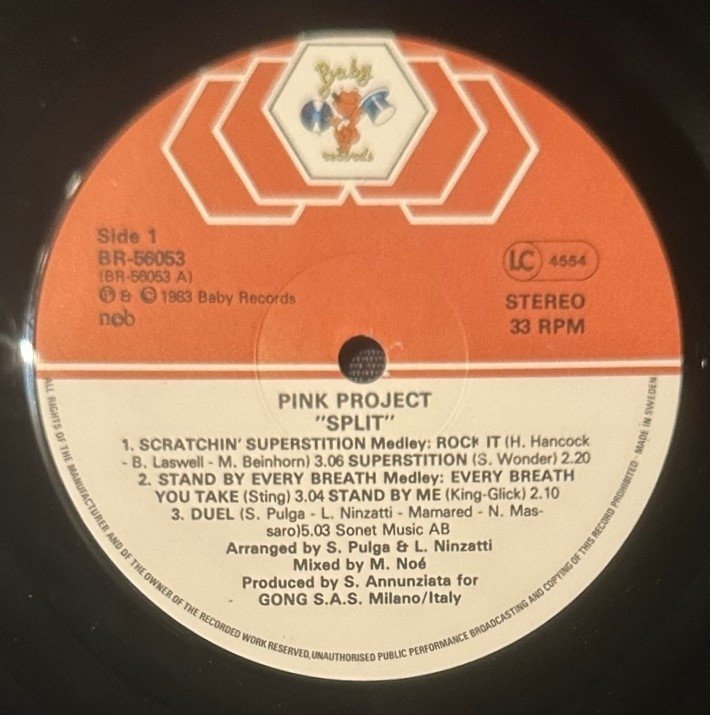 Baby
records
Side 1
BR-56053
(BR-56053 A)
Ⓟ & © 1983 Baby Records
ncb
LC 4554
STEREO
33 RPM
PINK PROJECT
"SPLIT"
1. SCRATCHIN' SUPERSTITION Medley: ROCK IT (H. Hancock
- B. Laswell - M. Beinhorn) 3.06 SUPERSTITION (S. Wonder) 2.20
2. STAND BY EVERY BREATH Medley: EVERY BREATH
YOU TAKE (Sting) 3.04 STAND BY ME (King-Glick) 2.10
3. DUEL (S. Pulga - L. Ninzatti - Mamared - N. Mas-
saro)5.03 Sonet Music AB
Arranged by S. Pulga & L. Ninzatti
Mixed by M. Noé
Produced by S. Annunziata for
GONG S.A.S. Milano/Italy
ALL RIGHTS OF THE MANUFACTURER AND OF THE OWNER OF THE RECORDED WORK RESERVED, UNAUTHORISED PUBLIC PERFORMANCE BROADCASTING AND COPYING OF THIS RECORD PROHIBITED · MADE IN SWEDEN